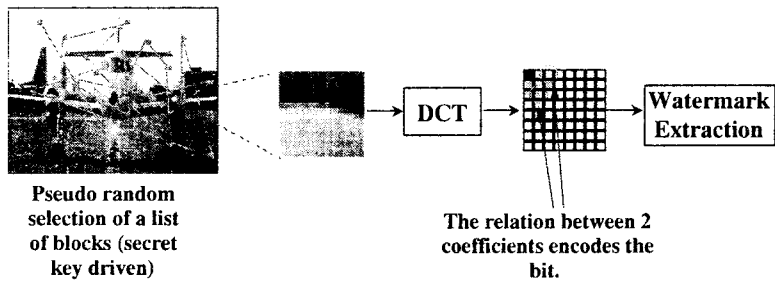 Pseudo random
selection of a list
of blocks (secret
key driven)
DCT
Watermark
Extraction
The relation between 2
coefficients encodes the
bit.